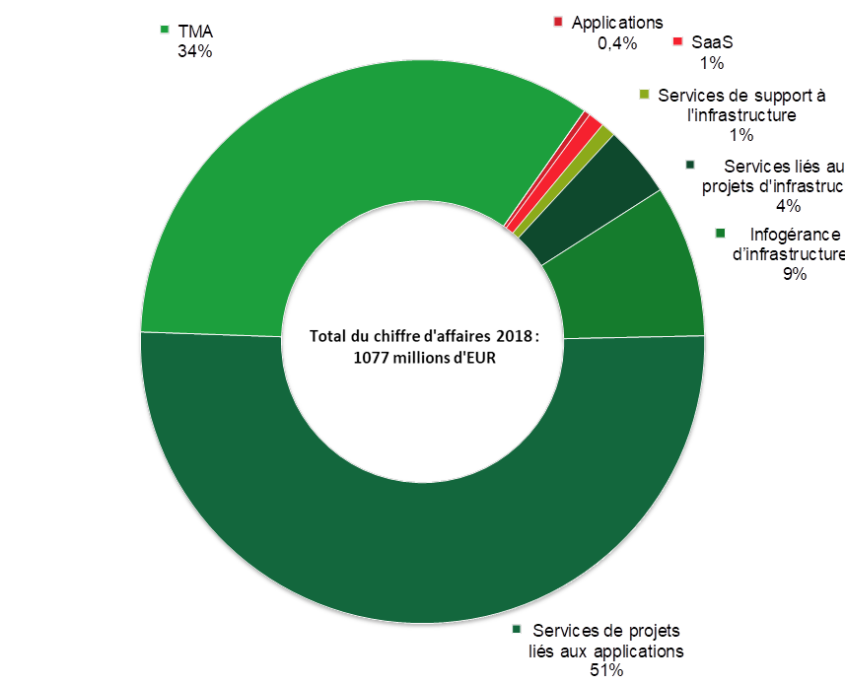 TMA
34%
Applications
0,4%
SaaS
1%
Services de support à
l'infrastructure
1%
Services liés au
projets d'infrastruc
4%
Infogérance
d'infrastructure
9%
Total du chiffre d'affaires 2018 :
1077 millions d'EUR
Services de projets
liés aux applications
51%